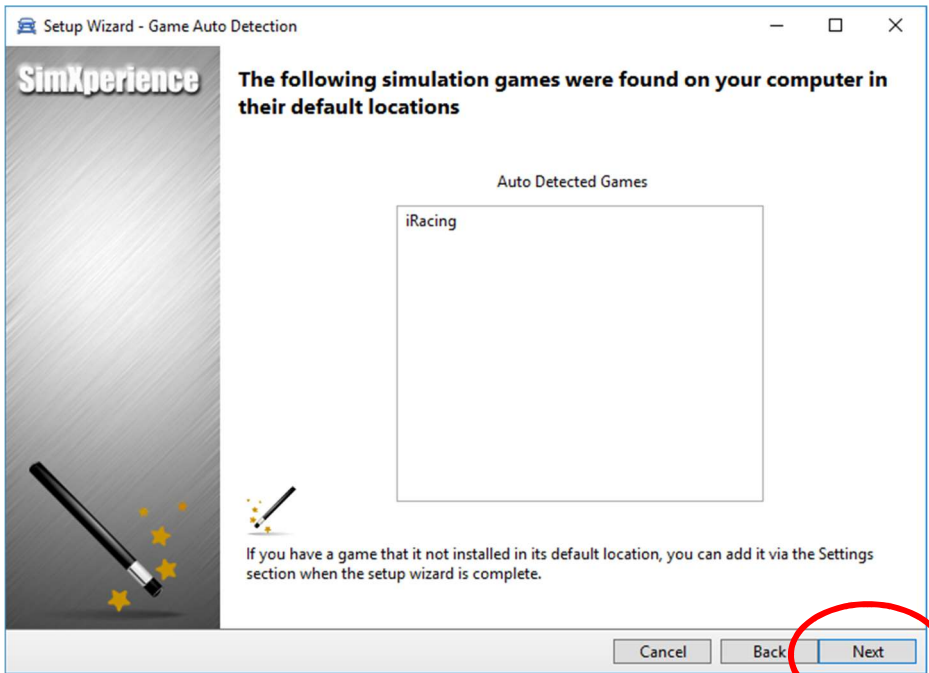 Setup Wizard - Game Auto Detection
SimXperience
The following simulation games were found on your computer in
their default locations
Auto Detected Games
iRacing
If you have a game that it not installed in its default location, you can add it via the Settings
section when the setup wizard is complete.
Cancel
Back
Next